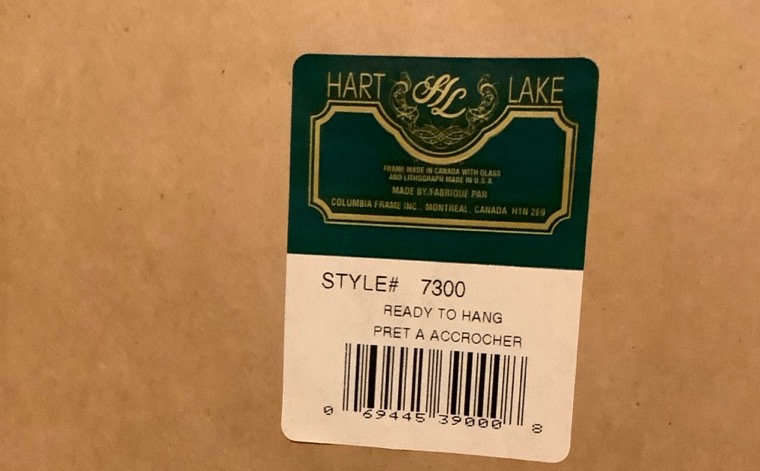 HART HL LAKE
FRAME MADE IN CANADA WITH GLASS
AND LITHOGRAPH MADE IN U.S.A
MADE BY/FABRIQUÉ PAR
COLUMBIA FRAME INC., MONTREAL, CANADA H1N 2E9
STYLE# 7300
READY TO HANG
PRET A ACCROCHER
0 69445 39000 8